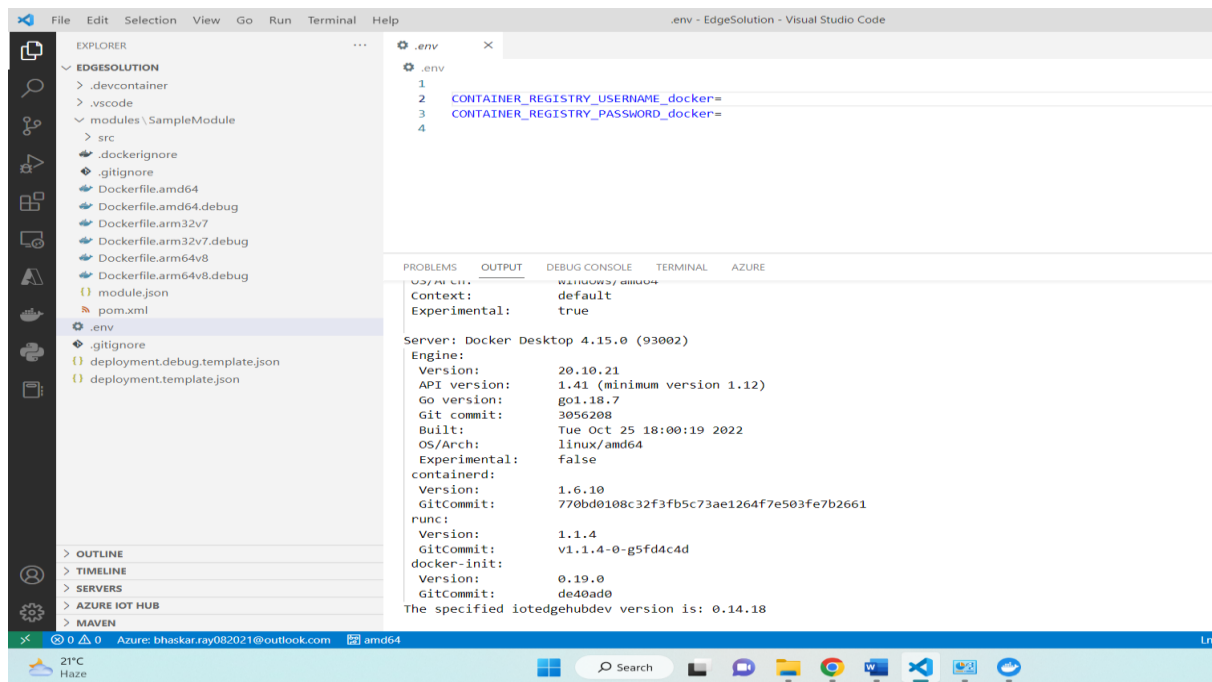 File Edit Selection View Go Run Terminal Help
.env - EdgeSolution - Visual Studio Code
EXPLORER ...
EDGESOLUTION
.devcontainer
.vscode
modules\SampleModule
src
.dockerignore
.gitignore
Dockerfile.amd64
Dockerfile.amd64.debug
Dockerfile.arm32v7
Dockerfile.arm32v7.debug
Dockerfile.arm64v8
Dockerfile.arm64v8.debug
{} module.json
pom.xml
.env
.gitignore
{} deployment.debug.template.json
{} deployment.template.json
OUTLINE
TIMELINE
SERVERS
AZURE IOT HUB
MAVEN
.env
.env
1
2 CONTAINER_REGISTRY_USERNAME_docker=
3 CONTAINER_REGISTRY_PASSWORD_docker=
4
PROBLEMS OUTPUT DEBUG CONSOLE TERMINAL AZURE
OS/Arch: windows/amd64
Context: default
Experimental: true
Server: Docker Desktop 4.15.0 (93002)
Engine:
Version: 20.10.21
API version: 1.41 (minimum version 1.12)
Go version: go1.18.7
Git commit: 3056208
Built: Tue Oct 25 18:00:19 2022
OS/Arch: linux/amd64
Experimental: false
containerd:
Version: 1.6.10
GitCommit: 770bd0108c32f3fb5c73ae1264f7e503fe7b2661
runc:
Version: 1.1.4
GitCommit: v1.1.4-0-g5fd4c4d
docker-init:
Version: 0.19.0
GitCommit: de40ad0
The specified iotedgehubdev version is: 0.14.18
0 0 Azure: bhaskar.ray082021@outlook.com amd64
Ln
21°C
Haze
Search